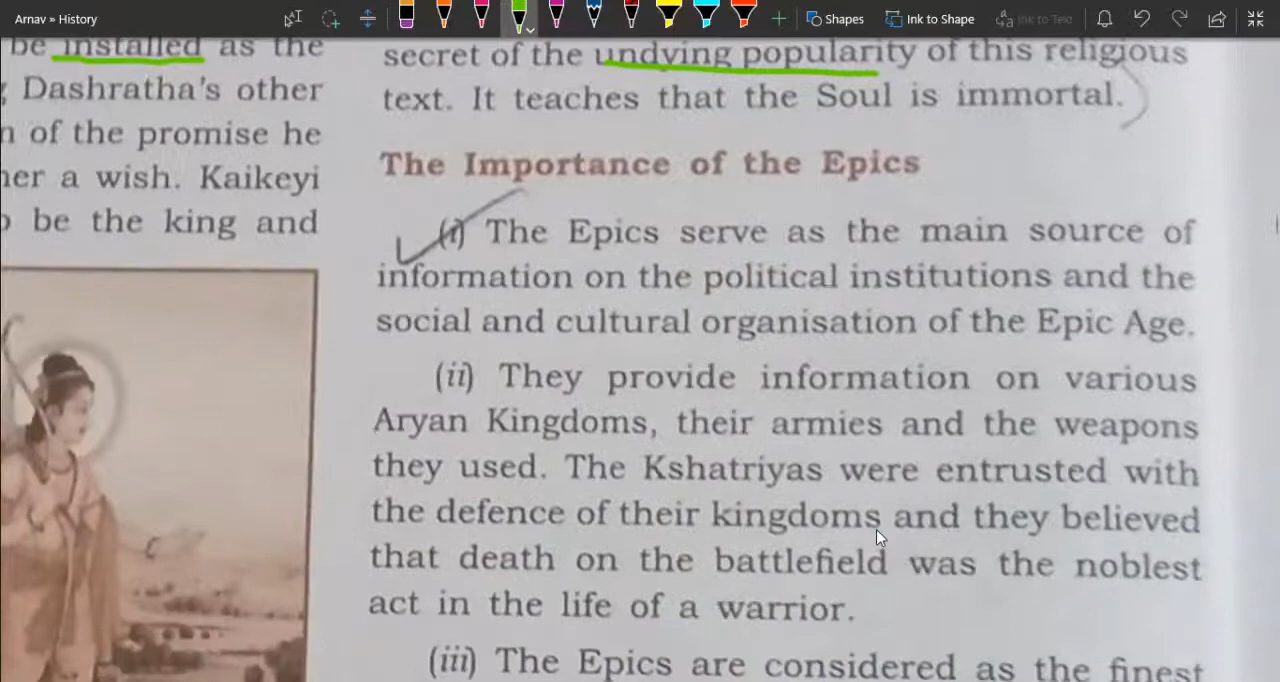 Arnav » History
Shapes
Ink to Shape
Ink to Text
be installed as the
Dashratha's other
of the promise he
a wish. Kaikeyi
be the king and
secret of the undying popularity of this religious
text. It teaches that the Soul is immortal.
The Importance of the Epics
(i) The Epics serve as the main source of
information on the political institutions and the
social and cultural organisation of the Epic Age.
(ii) They provide information on various
Aryan Kingdoms, their armies and the weapons
they used. The Kshatriyas were entrusted with
the defence of their kingdoms and they believed
that death on the battlefield was the noblest
act in the life of a warrior.
(iii) The Epics are considered as the finest